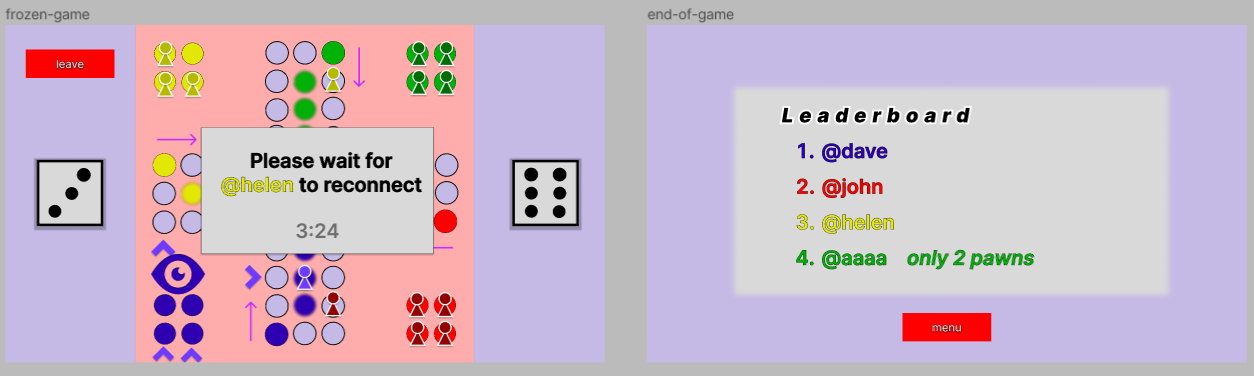 frozen-game
leave
Please wait for
@helen to reconnect
3:24
end-of-game
Leaderboard
1. @dave
2. @john
3. @helen
4. @aaaa only 2 pawns
menu